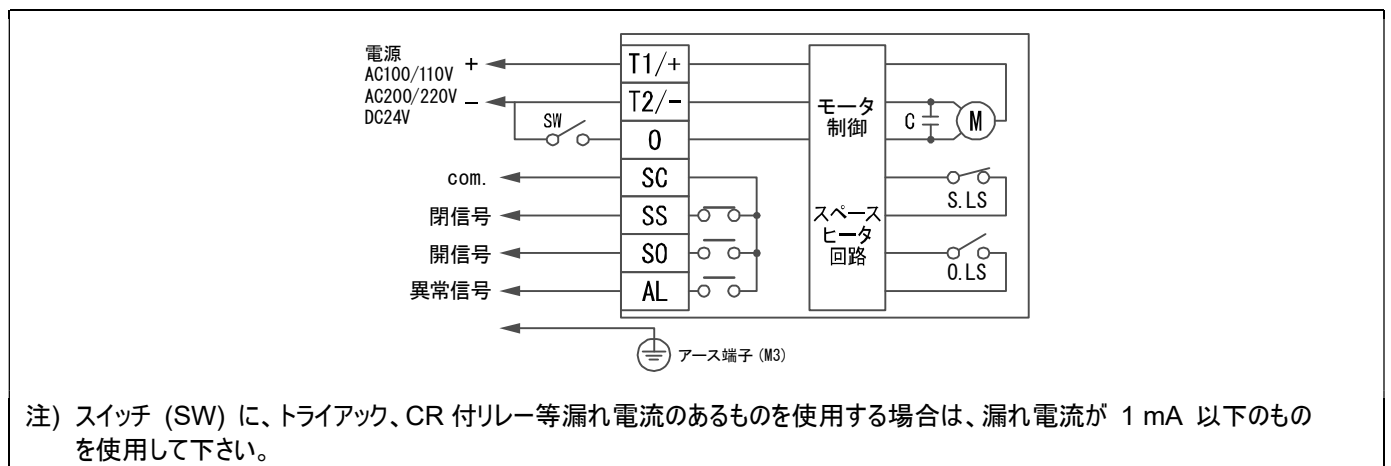 電源
AC100/110V
AC200/220V
DC24V
+
−
SW
com.
閉信号
開信号
異常信号
T1/+
T2/-
0
SC
SS
SO
AL
モータ
制御
スペース
ヒータ
回路
C
M
S.LS
O.LS
アース端子 (M3)
注) スイッチ (SW) に、トライアック、CR 付リレー等漏れ電流のあるものを使用する場合は、漏れ電流が 1 mA 以下のもの
を使用して下さい。